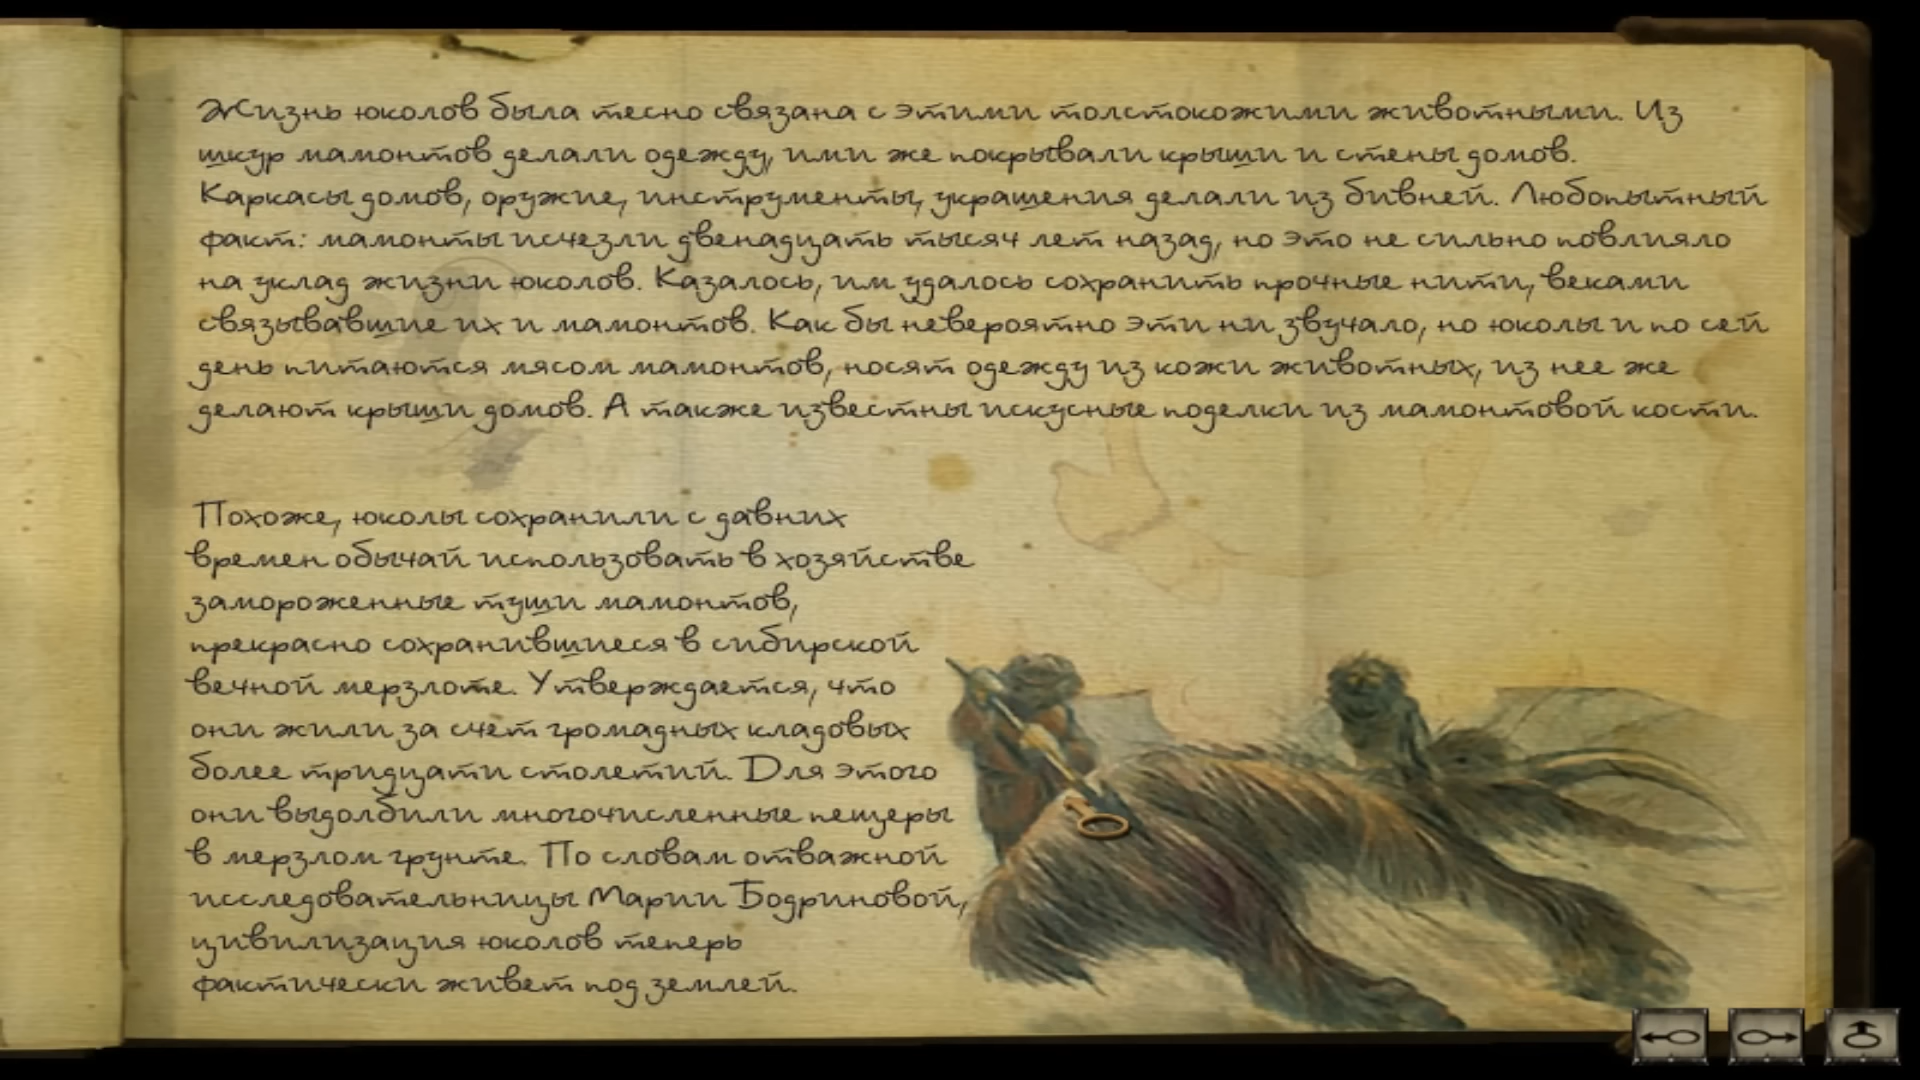 Жизнь юколов была тесно связана с этими толстокожими животными. Из
шкур мамонтов делали одежду, ими же покрывали крыши и стены домов.
Каркасы домов, оружие, инструменты, украшения делали из бивней. Любопытный
факт: мамонты исчезли двенадцать тысяч лет назад, но это не сильно повлияло
на уклад жизни юколов. Казалось, им удалось сохранить прочные нити, веками
связывавшие их и мамонтов. Как бы невероятно эти ни звучало, но юколы и по сей
день питаются мясом мамонтов, носят одежду из кожи животных, из нее же
делают крыши домов. А также известны искусные поделки из мамонтовой кости.
Похоже, юколы сохранили с давних
времен обычай использовать в хозяйстве
замороженные туши мамонтов,
прекрасно сохранившиеся в сибирской
вечной мерзлоте. Утверждается, что
они жили за счет громадных кладовых
более тридцати столетий. Для этого
они выдолбили многочисленные пещеры
в мерзлом грунте. По словам отважной
исследовательницы Марии Бодриновой,
цивилизация юколов теперь
фактически живет под землей.